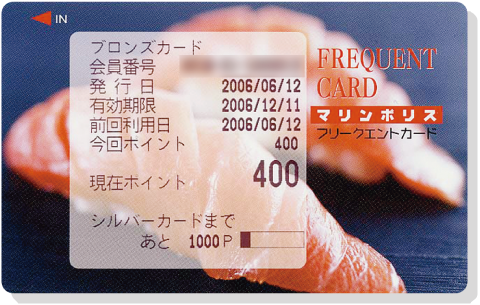 IN
ブロンズカード
会員番号
発行日 2006/06/12
有効期限 2006/12/11
前回利用日 2006/06/12
今回ポイント 400
現在ポイント 400
シルバーカードまで
あと 1000P
FREQUENT
CARD
マリンポリス
フリークエントカード